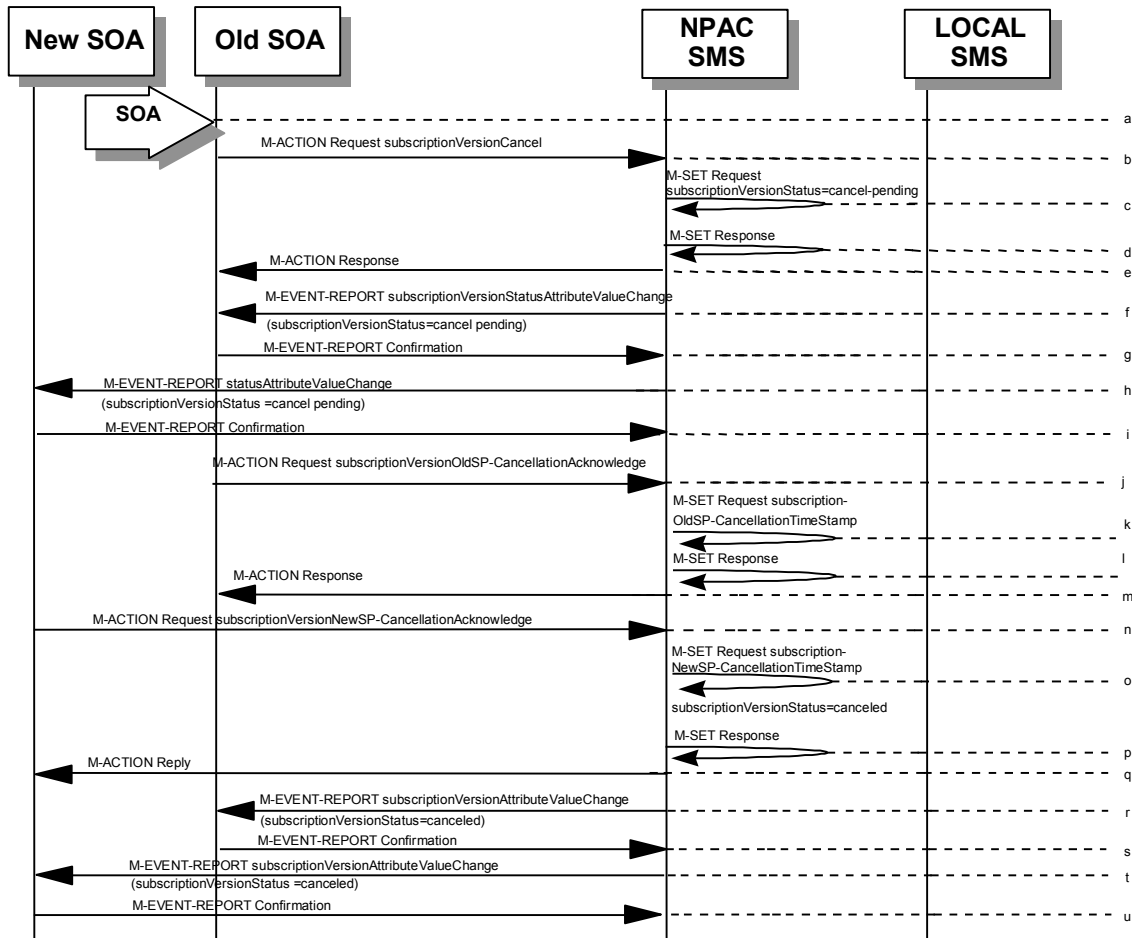 New SOA
Old SOA
NPAC
SMS
LOCAL
SMS
SOA
a
M-ACTION Request subscriptionVersionCancel
b
M-SET Request
subscriptionVersionStatus=cancel-pending
c
M-SET Response
d
M-ACTION Response
e
M-EVENT-REPORT subscriptionVersionStatusAttributeValueChange
(subscriptionVersionStatus=cancel pending)
f
M-EVENT-REPORT Confirmation
g
M-EVENT-REPORT statusAttributeValueChange
(subscriptionVersionStatus =cancel pending)
h
M-EVENT-REPORT Confirmation
i
M-ACTION Request subscriptionVersionOldSP-CancellationAcknowledge
j
M-SET Request subscription-
OldSP-CancellationTimeStamp
k
M-SET Response
l
M-ACTION Response
m
M-ACTION Request subscriptionVersionNewSP-CancellationAcknowledge
n
M-SET Request subscription-
NewSP-CancellationTimeStamp
o
subscriptionVersionStatus=canceled
M-SET Response
p
M-ACTION Reply
q
M-EVENT-REPORT subscriptionVersionAttributeValueChange
(subscriptionVersionStatus=canceled)
r
M-EVENT-REPORT Confirmation
s
M-EVENT-REPORT subscriptionVersionAttributeValueChange
(subscriptionVersionStatus =canceled)
t
M-EVENT-REPORT Confirmation
u